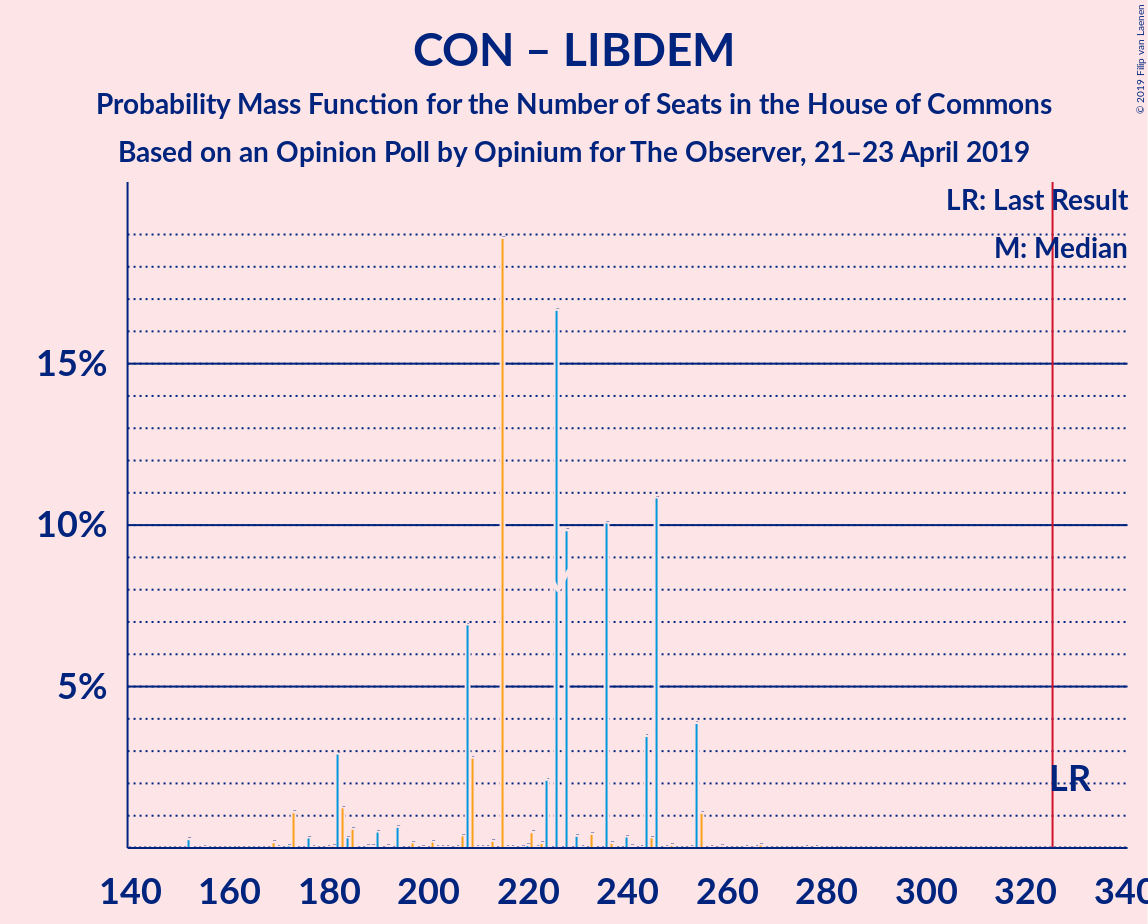 CON – LIBDEM
Probability Mass Function for the Number of Seats in the House of Commons
Based on an Opinion Poll by Opinium for The Observer, 21–23 April 2019
© 2019 Filip van Laenen
LR: Last Result
M: Median
15%
10%
5%
LR
140 160 180 200 220 240 260 280 300 320 340